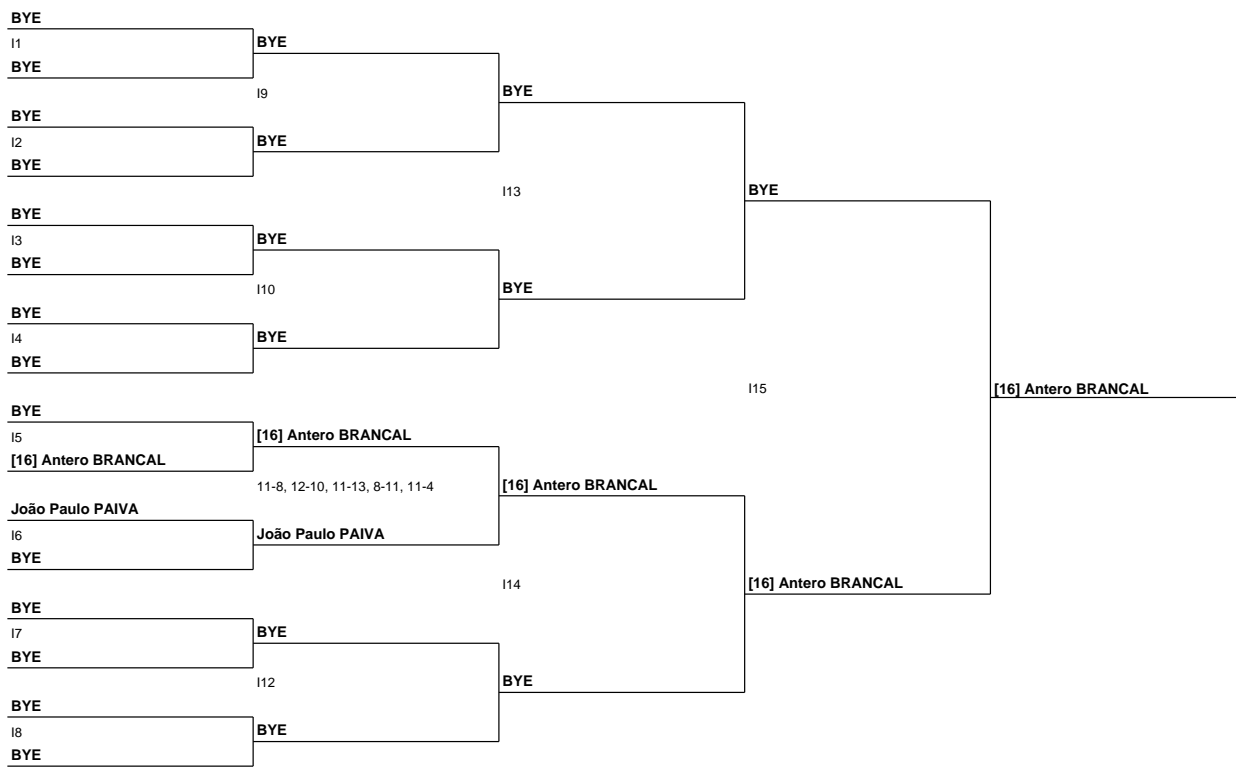 BYE
I1
BYE
BYE
I9
BYE
BYE
I2
BYE
BYE
I13
BYE
BYE
I3
BYE
BYE
I10
BYE
BYE
I4
BYE
BYE
I15
[16] Antero BRANCAL
BYE
I5
[16] Antero BRANCAL
[16] Antero BRANCAL
11-8, 12-10, 11-13, 8-11, 11-4
[16] Antero BRANCAL
João Paulo PAIVA
I6
João Paulo PAIVA
BYE
I14
[16] Antero BRANCAL
BYE
I7
BYE
BYE
I12
BYE
BYE
I8
BYE
BYE